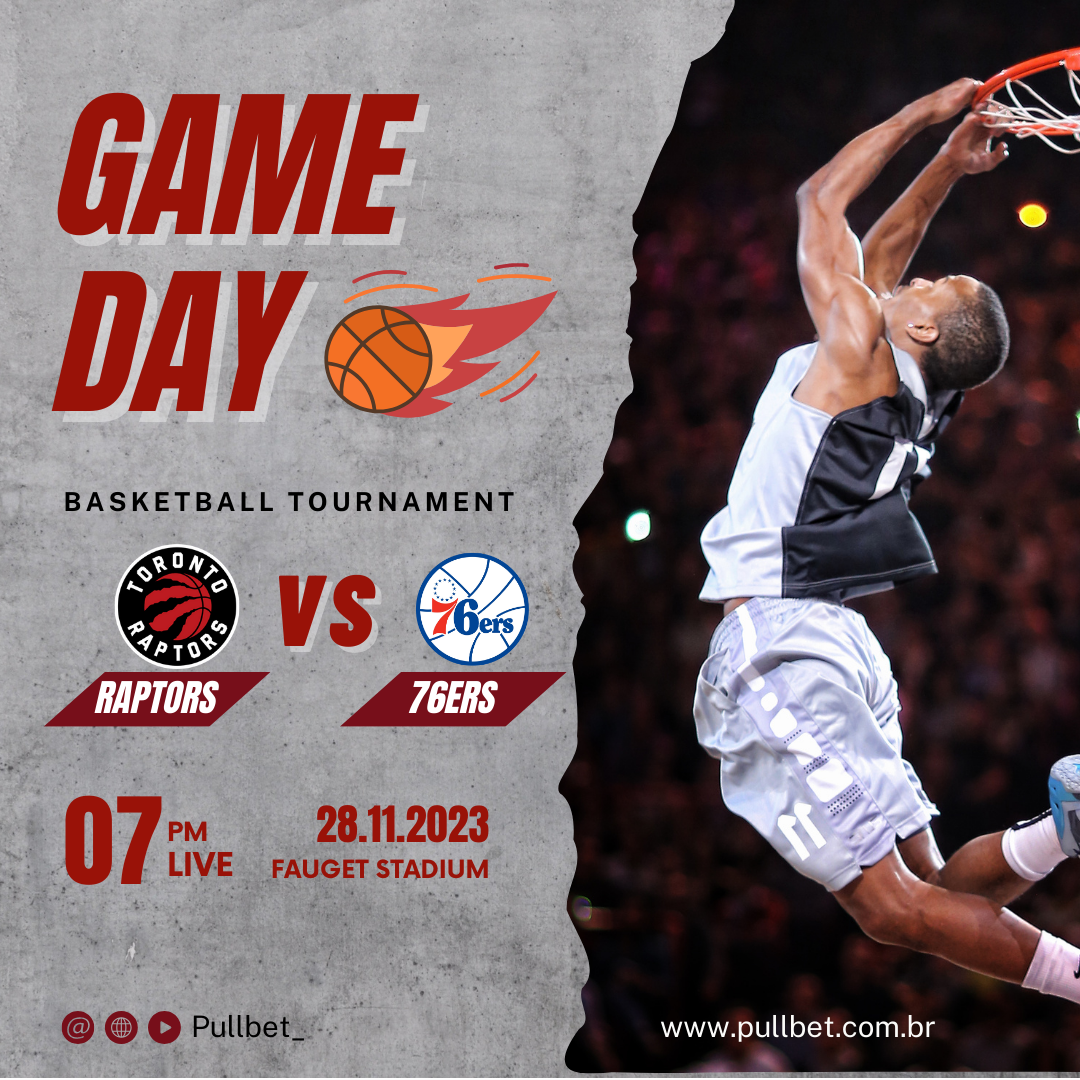 GAME
DAY
BASKETBALL TOURNAMENT
TORONTO
RAPTORS
VS
76ers
RAPTORS
76ERS
07
PM
LIVE
28.11.2023
FAUGET STADIUM
@
Pullbet_
www.pullbet.com.br